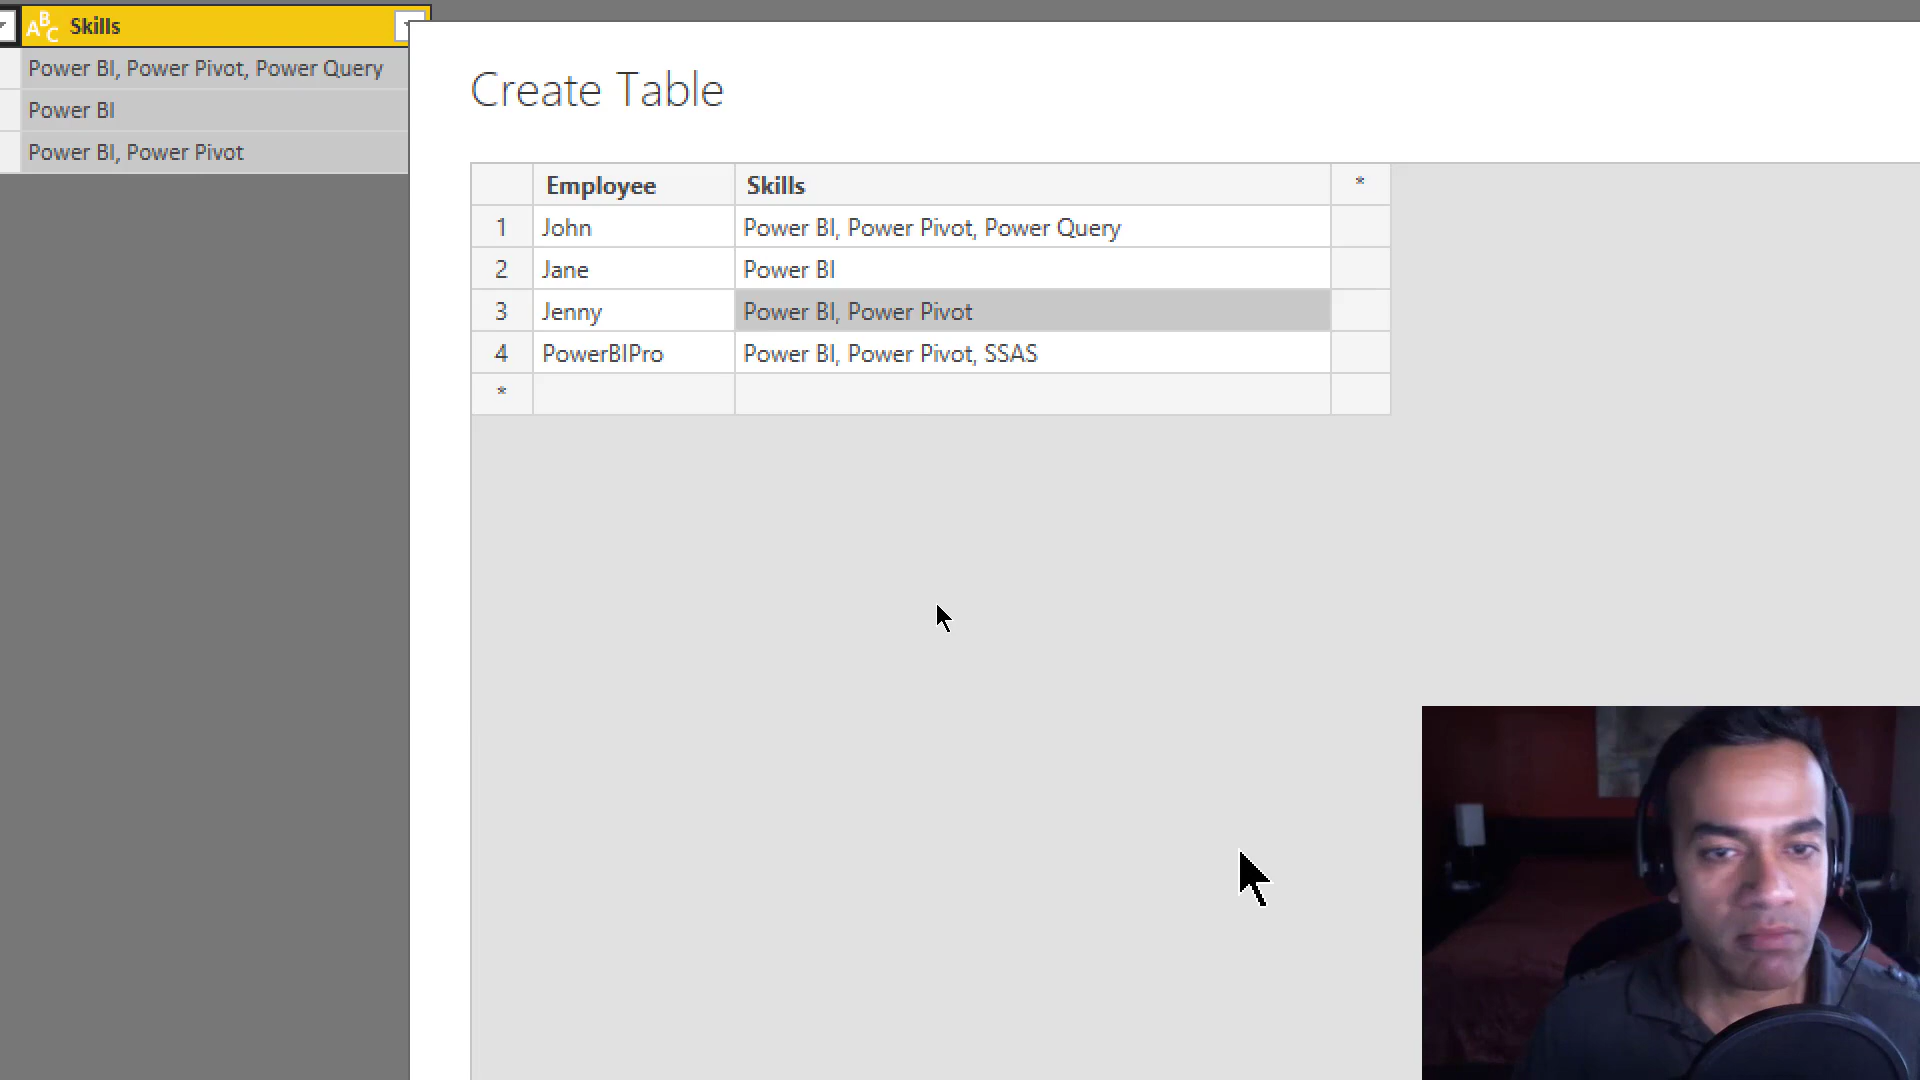 ABC Skills
Power BI, Power Pivot, Power Query
Power BI
Power BI, Power Pivot
Create Table
Employee Skills *
1 John Power BI, Power Pivot, Power Query
2 Jane Power BI
3 Jenny Power BI, Power Pivot
4 PowerBIPro Power BI, Power Pivot, SSAS
*